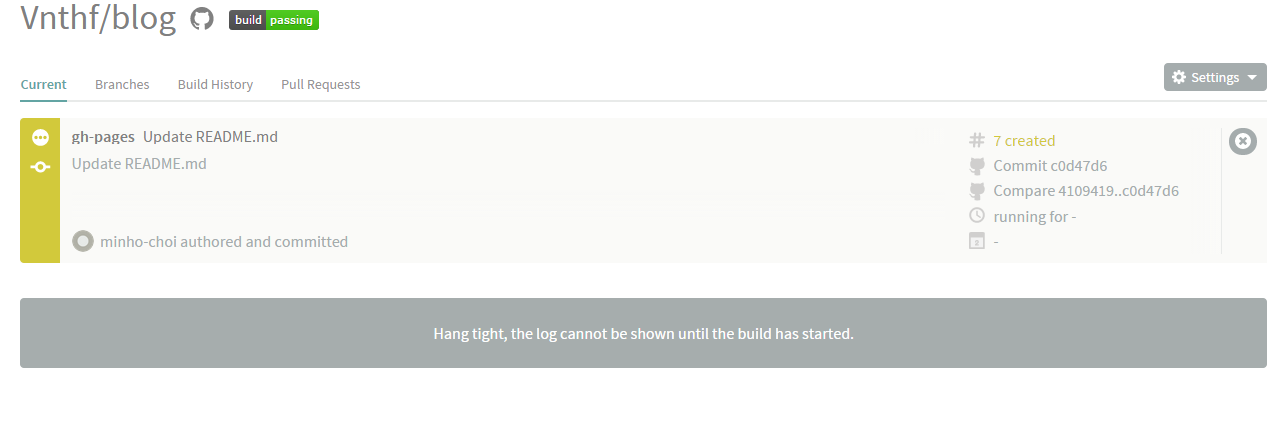 Vnthf/blog build passing
Current Branches Build History Pull Requests Settings
gh-pages Update README.md
Update README.md
minho-choi authored and committed
7 created
Commit c0d47d6
Compare 4109419..c0d47d6
running for -
-
Hang tight, the log cannot be shown until the build has started.